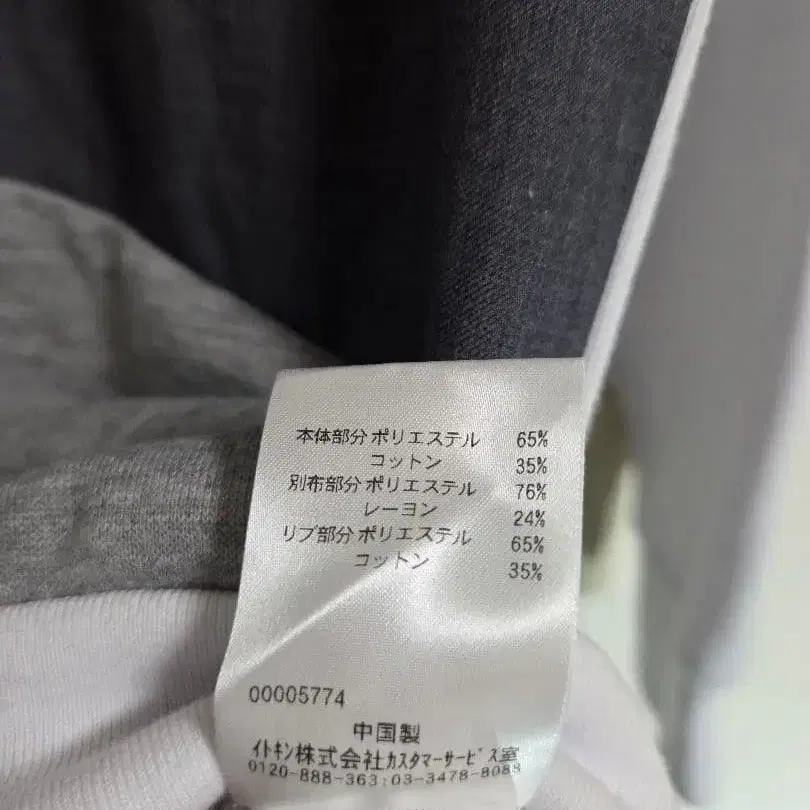 本体部分 ポリエステル 65%
コットン 35%
別布部分 ポリエステル 76%
レーヨン 24%
リブ部分 ポリエステル 65%
コットン 35%
00005774
中国製
イトキン株式会社カスタマーサービス室
0120-888-363:03-3478-8088